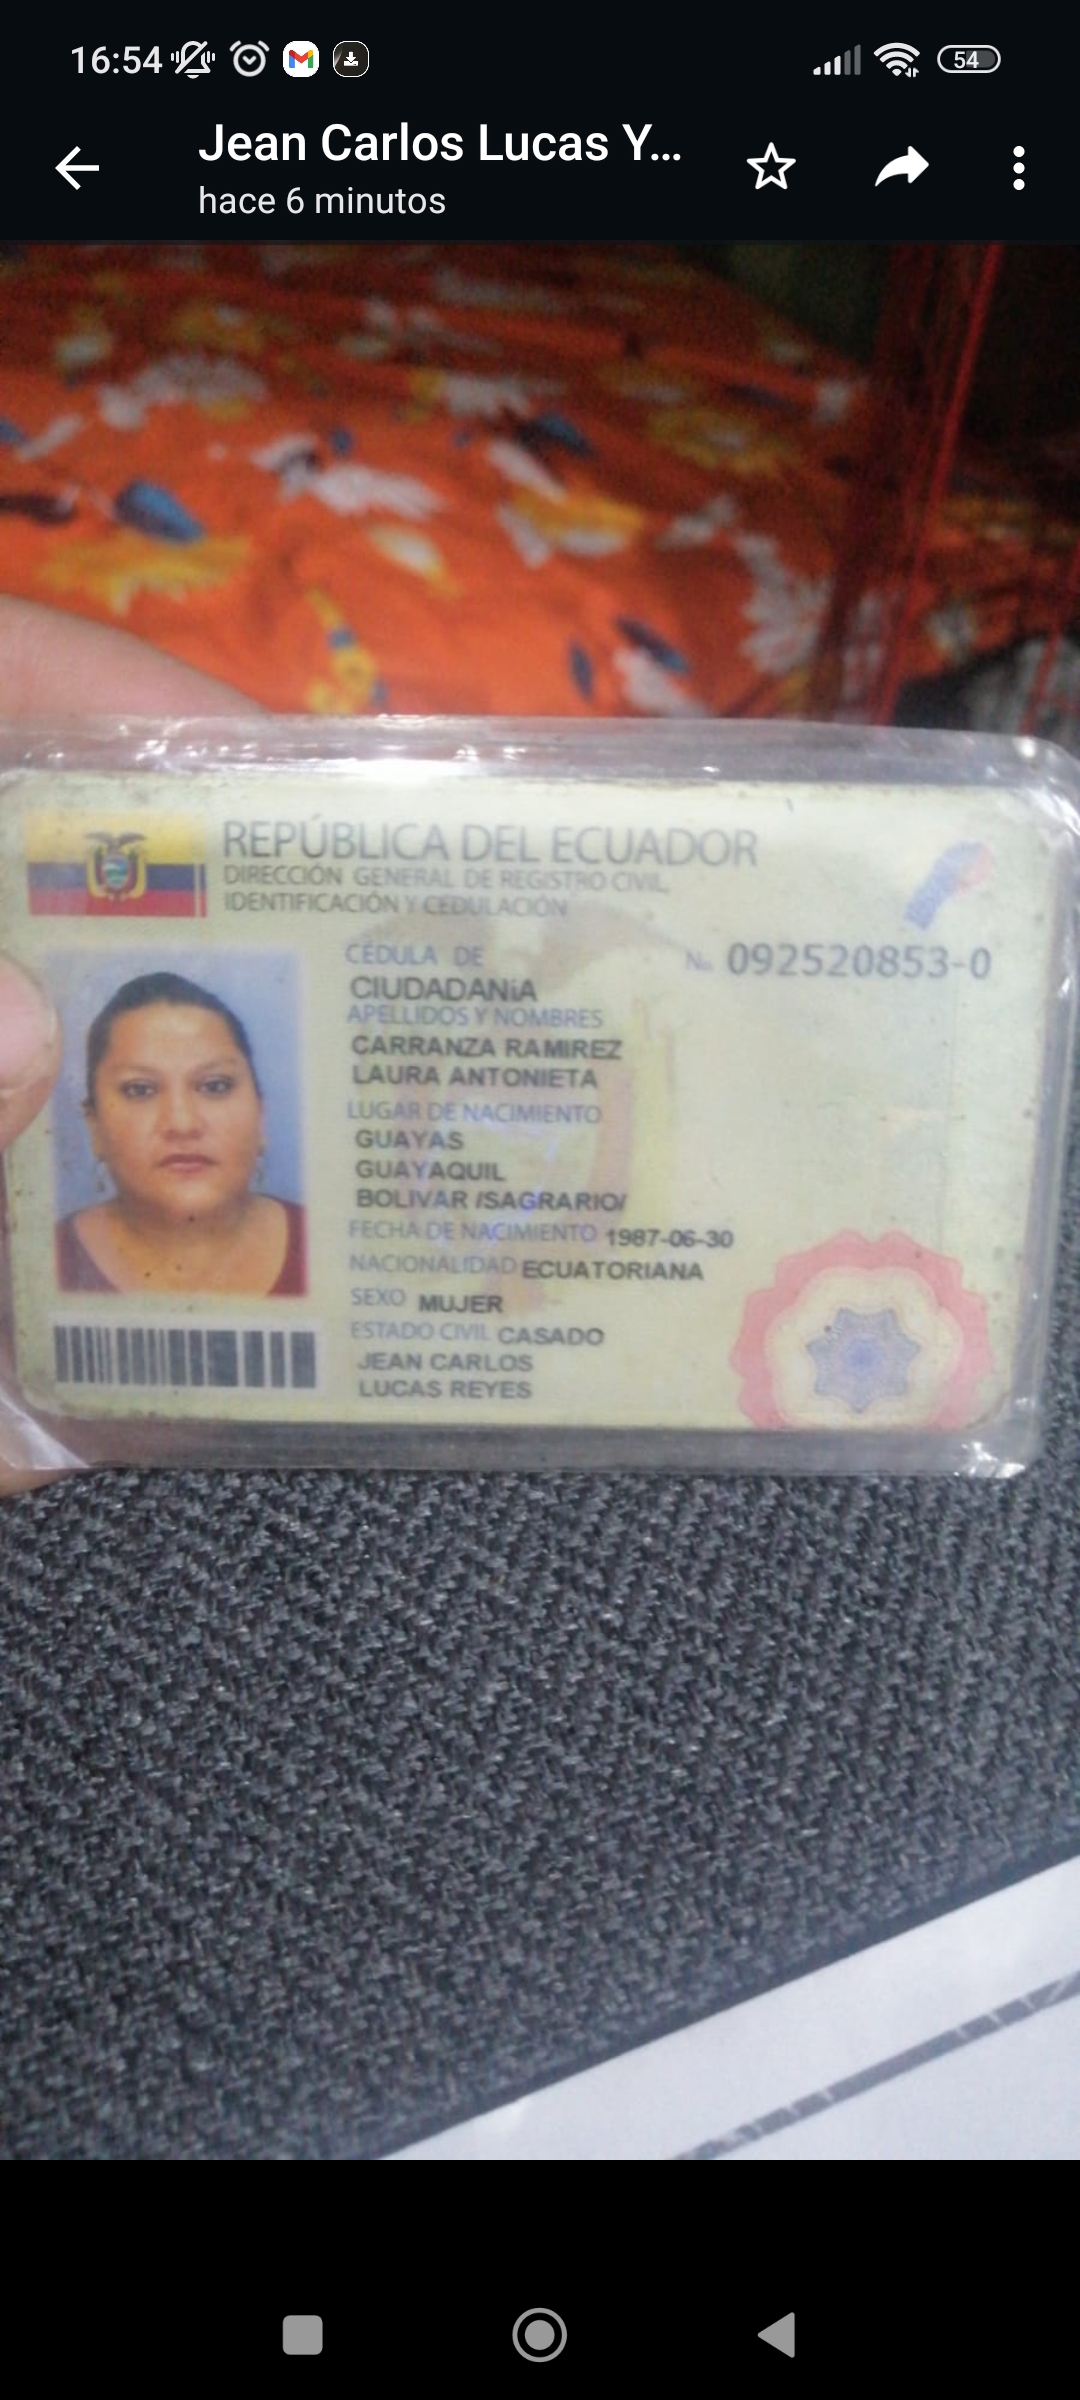 16:54
54
Jean Carlos Lucas Y...
hace 6 minutos
REPÚBLICA DEL ECUADOR
DIRECCIÓN GENERAL DE REGISTRO CIVIL,
IDENTIFICACIÓN Y CEDULACIÓN
CÉDULA DE
CIUDADANíA
No. 092520853-0
APELLIDOS Y NOMBRES
CARRANZA RAMIREZ
LAURA ANTONIETA
LUGAR DE NACIMIENTO
GUAYAS
GUAYAQUIL
BOLIVAR /SAGRARIO/
FECHA DE NACIMIENTO 1987-06-30
NACIONALIDAD ECUATORIANA
SEXO MUJER
ESTADO CIVIL CASADO
JEAN CARLOS
LUCAS REYES